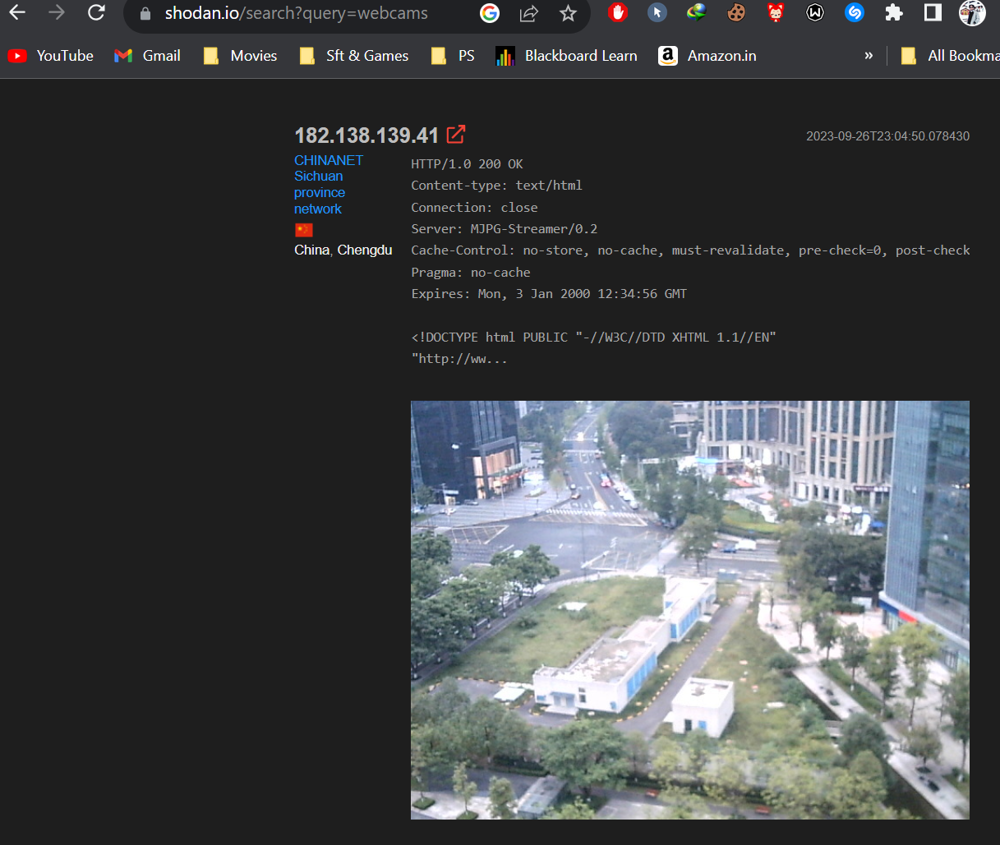 shodan.io/search?query=webcams
YouTube Gmail Movies Sft & Games PS Blackboard Learn Amazon.in » All Bookma
182.138.139.41
2023-09-26T23:04:50.078430
CHINANET
Sichuan
province
network
China, Chengdu
HTTP/1.0 200 OK
Content-type: text/html
Connection: close
Server: MJPG-Streamer/0.2
Cache-Control: no-store, no-cache, must-revalidate, pre-check=0, post-check
Pragma: no-cache
Expires: Mon, 3 Jan 2000 12:34:56 GMT
<!DOCTYPE html PUBLIC "-//W3C//DTD XHTML 1.1//EN"
"http://ww...